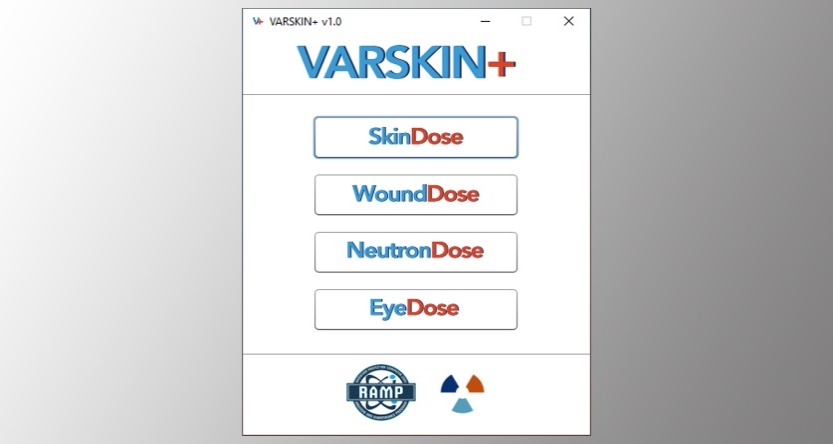 VARSKIN+ v1.0
VARSKIN+
SkinDose
WoundDose
NeutronDose
EyeDose
RAMP